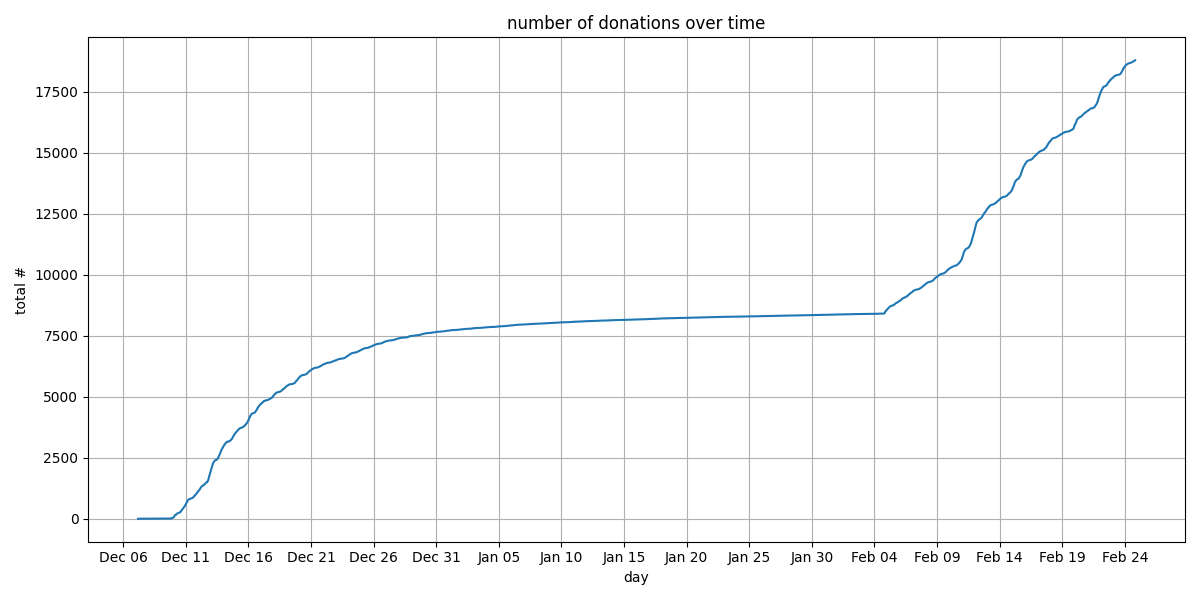 number of donations over time
total #
17500
15000
12500
10000
7500
5000
2500
0
Dec 06 Dec 11 Dec 16 Dec 21 Dec 26 Dec 31 Jan 05 Jan 10 Jan 15 Jan 20 Jan 25 Jan 30 Feb 04 Feb 09 Feb 14 Feb 19 Feb 24
day